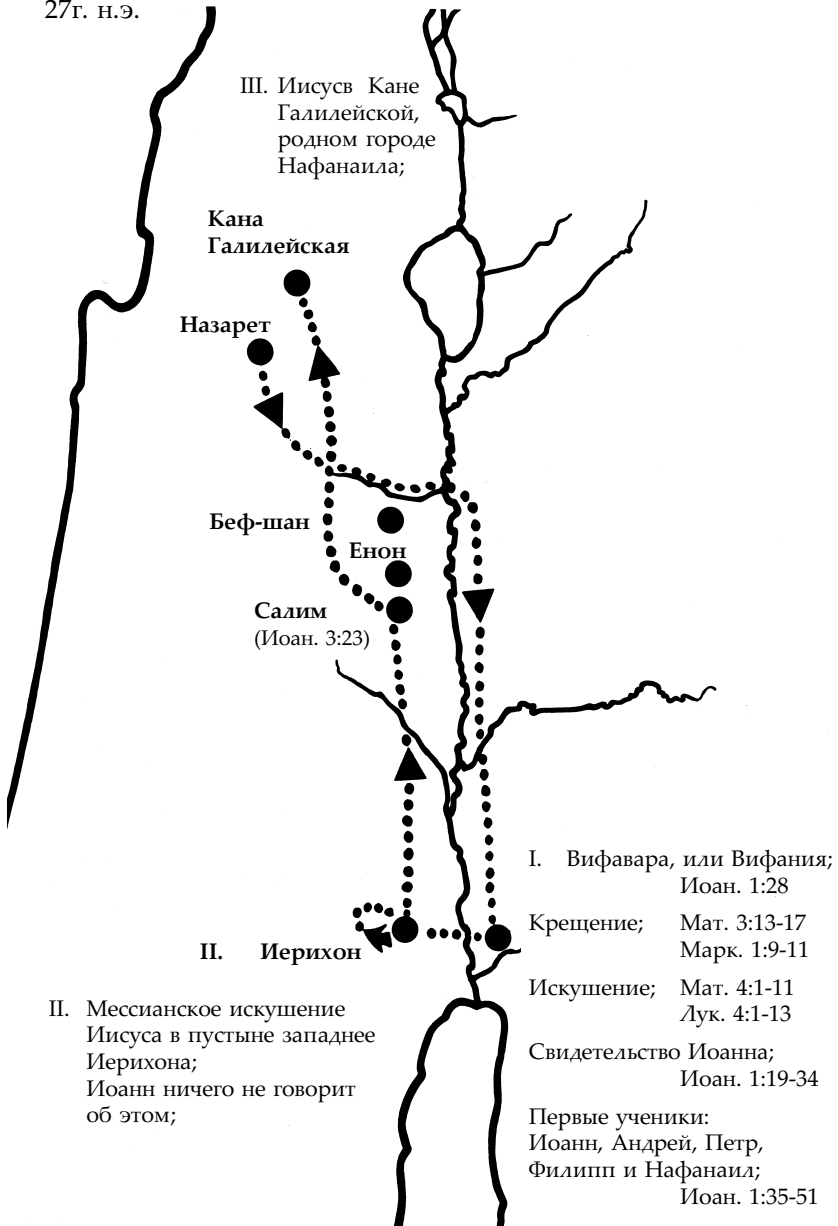 27г. н.э.
III. Иисусв Кане
Галилейской,
родном городе
Нафанаила;
Кана
Галилейская
Назарет
Беф-шан
Енон
Салим
(Иоан. 3:23)
I. Вифавара, или Вифания;
Иоан. 1:28
Крещение; Мат. 3:13-17
Марк. 1:9-11
Искушение; Мат. 4:1-11
Лук. 4:1-13
Свидетельство Иоанна;
Иоан. 1:19-34
Первые ученики:
Иоанн, Андрей, Петр,
Филипп и Нафанаил;
Иоан. 1:35-51
II. Иерихон
II. Мессианское искушение
Иисуса в пустыне западнее
Иерихона;
Иоанн ничего не говорит
об этом;